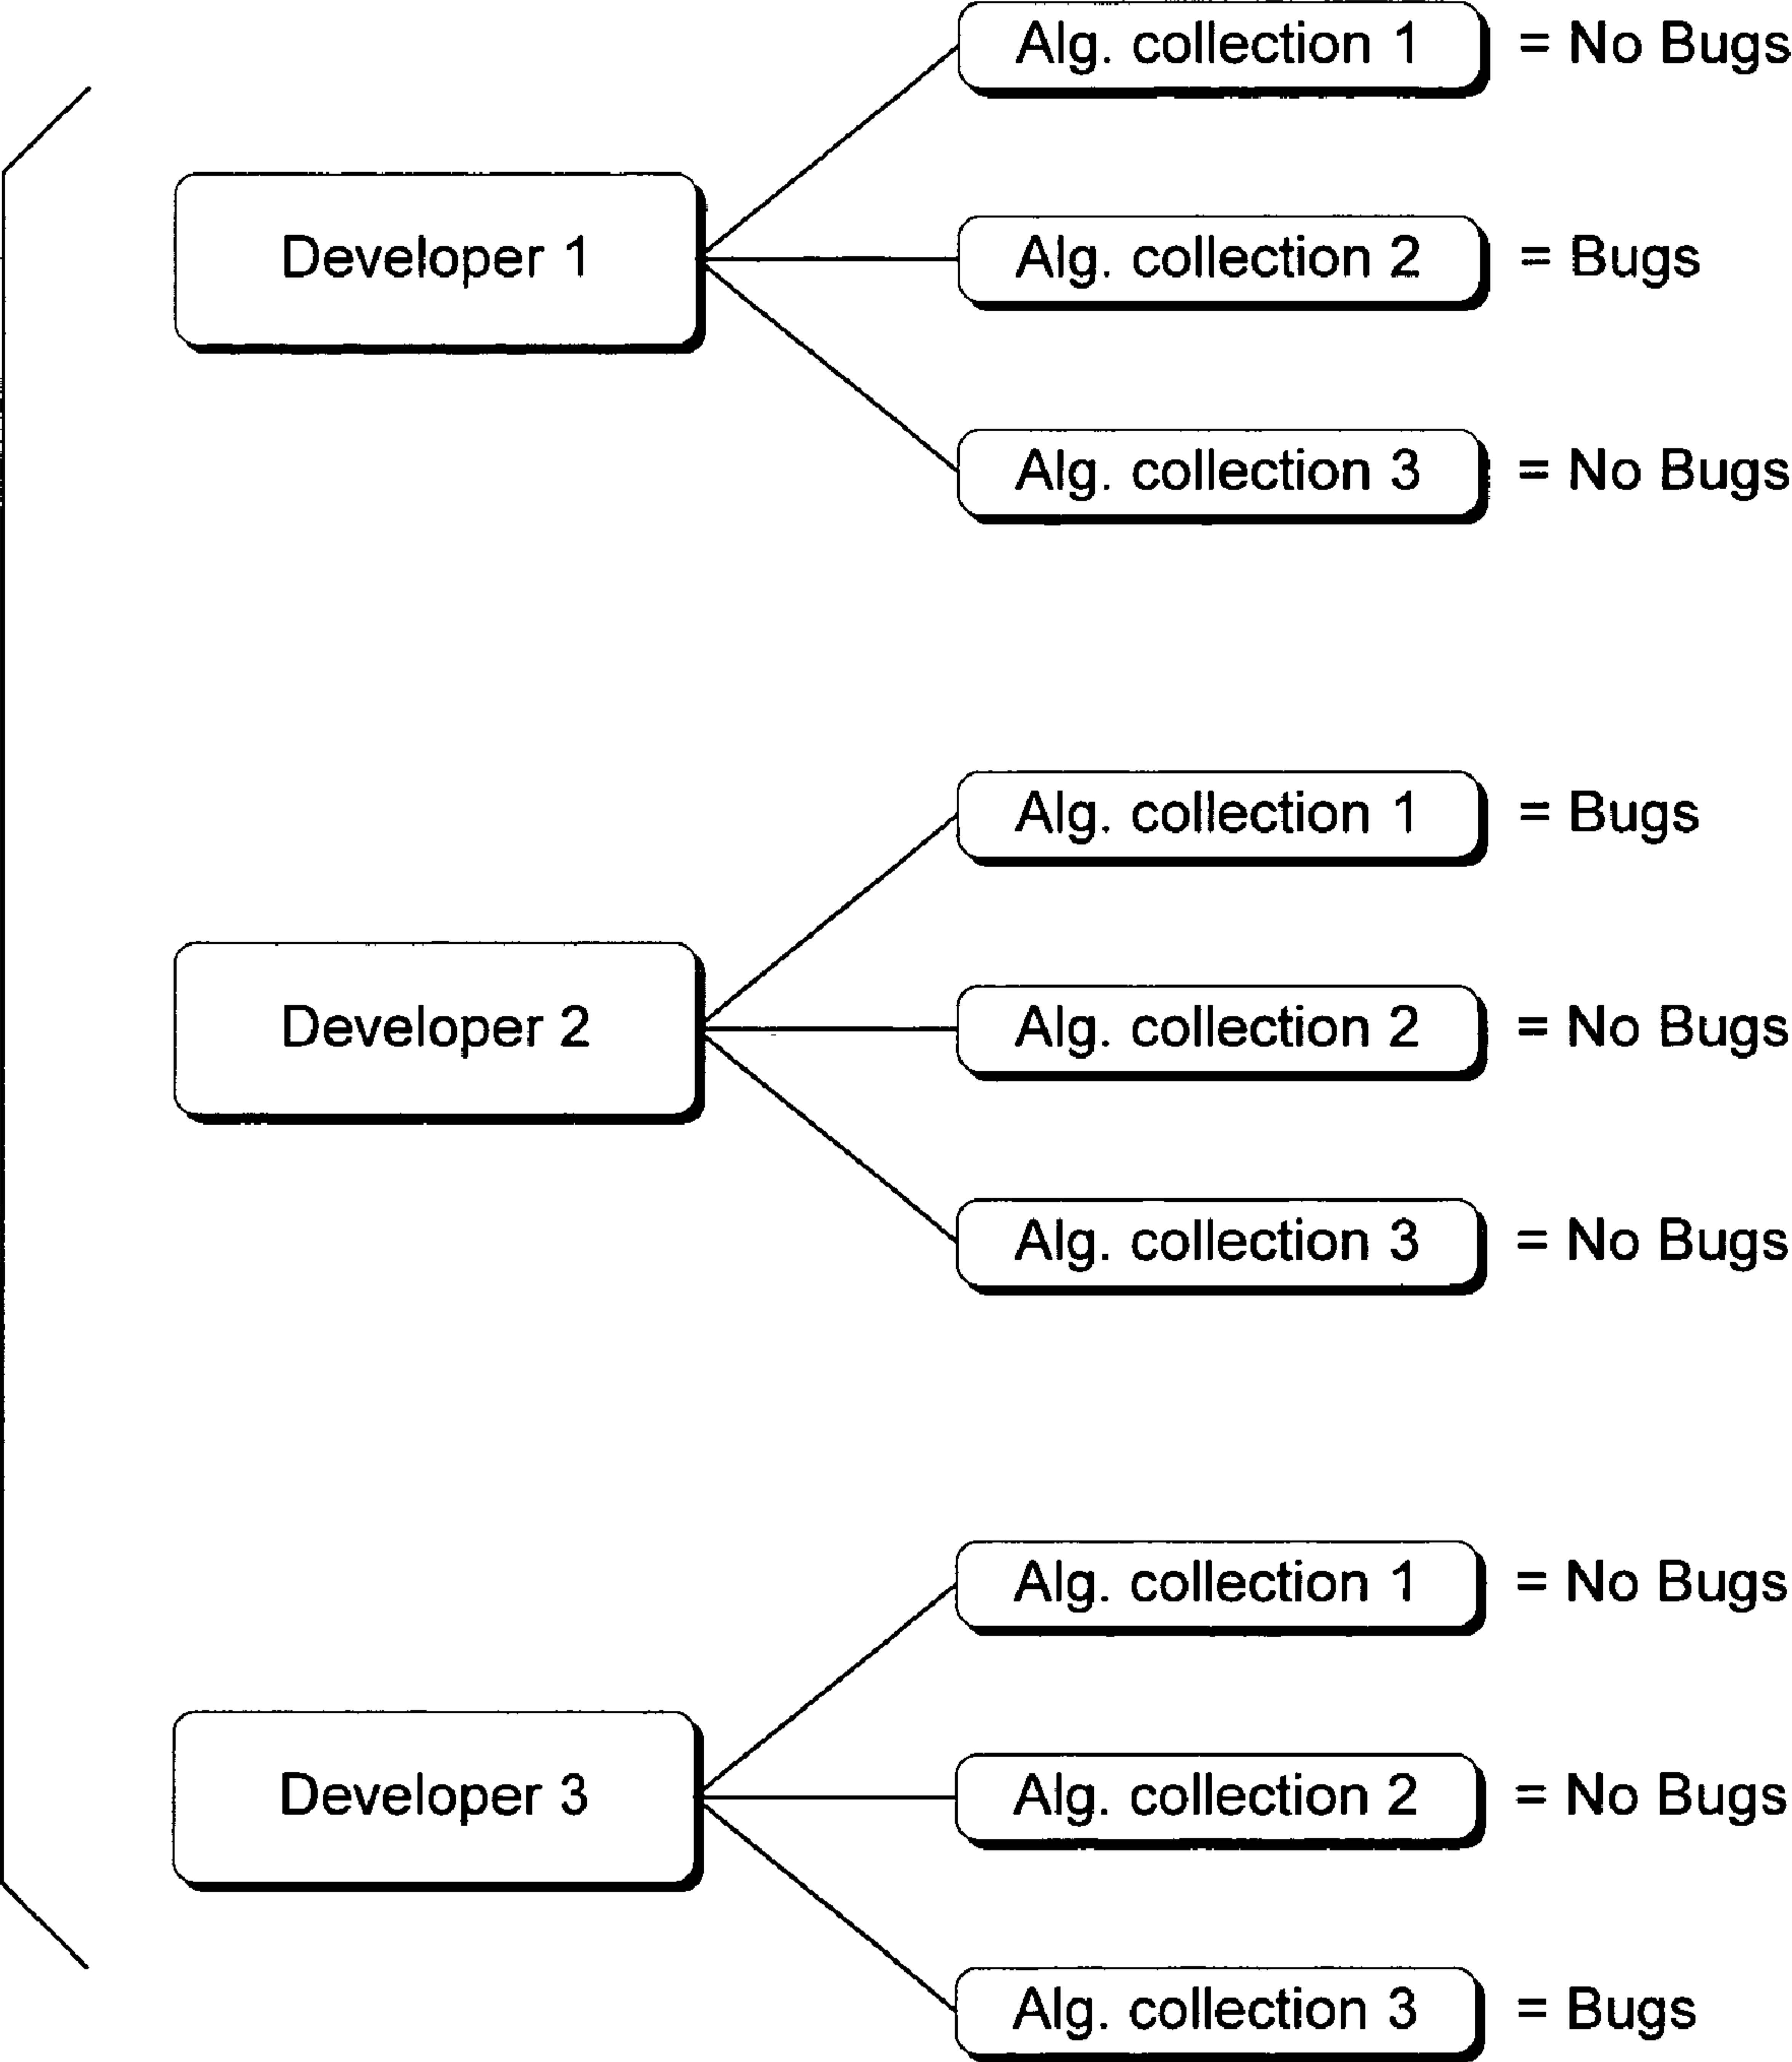 Alg. collection 1 = No Bugs
Developer 1
Alg. collection 2 = Bugs
Alg. collection 3 = No Bugs
Alg. collection 1 = Bugs
Developer 2
Alg. collection 2 = No Bugs
Alg. collection 3 = No Bugs
Alg. collection 1 = No Bugs
Developer 3
Alg. collection 2 = No Bugs
Alg. collection 3 = Bugs